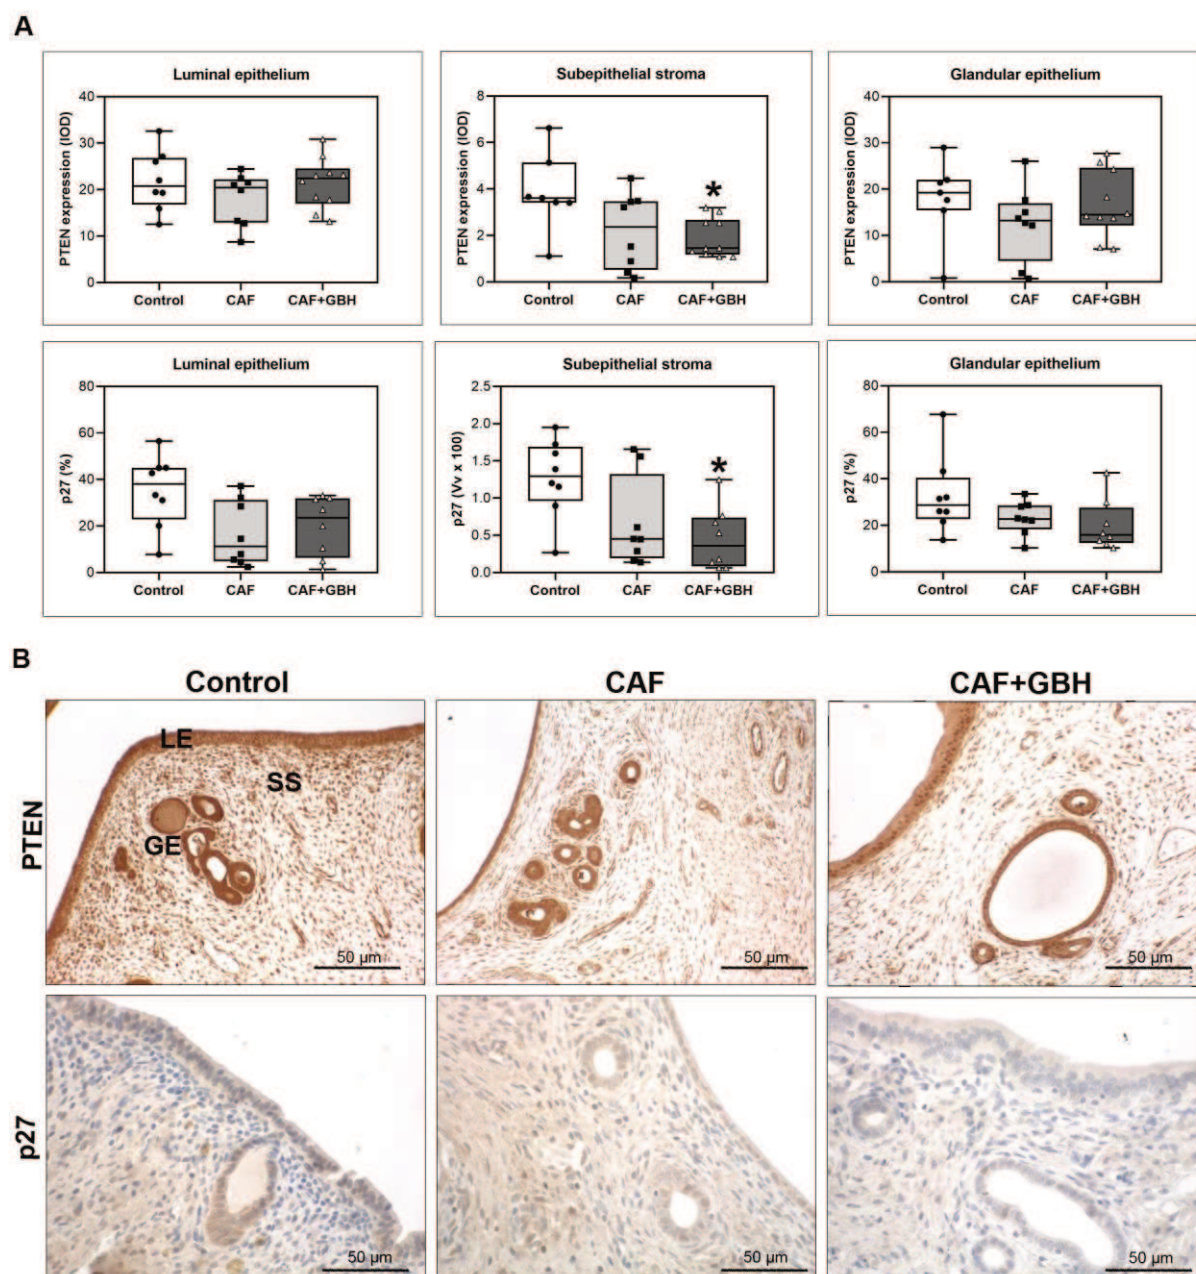 A
Luminal epithelium
PTEN expression (IOD)
40
30
20
10
0
Control CAF CAF+GBH
Subepithelial stroma
PTEN expression (IOD)
8
6
4
2
0
*
Control CAF CAF+GBH
Glandular epithelium
PTEN expression (IOD)
40
30
20
10
0
Control CAF CAF+GBH
Luminal epithelium
p27 (%)
80
60
40
20
0
Control CAF CAF+GBH
Subepithelial stroma
p27 (Vv x 100)
2.5
2.0
1.5
1.0
0.5
0.0
*
Control CAF CAF+GBH
Glandular epithelium
p27 (%)
80
60
40
20
0
Control CAF CAF+GBH
B
Control CAF CAF+GBH
PTEN
LE
SS
GE
50 µm
50 µm
50 µm
p27
50 µm
50 µm
50 µm